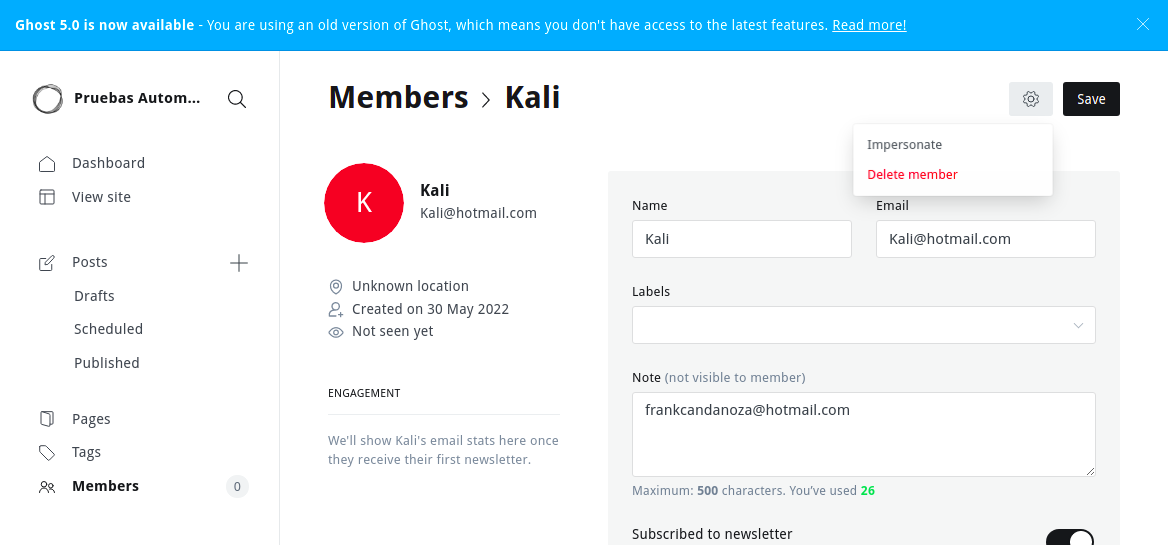 Ghost 5.0 is now available - You are using an old version of Ghost, which means you don't have access to the latest features. Read more!
Pruebas Autom...
Dashboard
View site
Posts
Drafts
Scheduled
Published
Pages
Tags
Members 0
Members > Kali
Save
Impersonate
Delete member
K
Kali
Kali@hotmail.com
Unknown location
Created on 30 May 2022
Not seen yet
ENGAGEMENT
We'll show Kali's email stats here once
they receive their first newsletter.
Name
Kali
Email
Kali@hotmail.com
Labels
Note (not visible to member)
frankcandanoza@hotmail.com
Maximum: 500 characters. You've used 26
Subscribed to newsletter